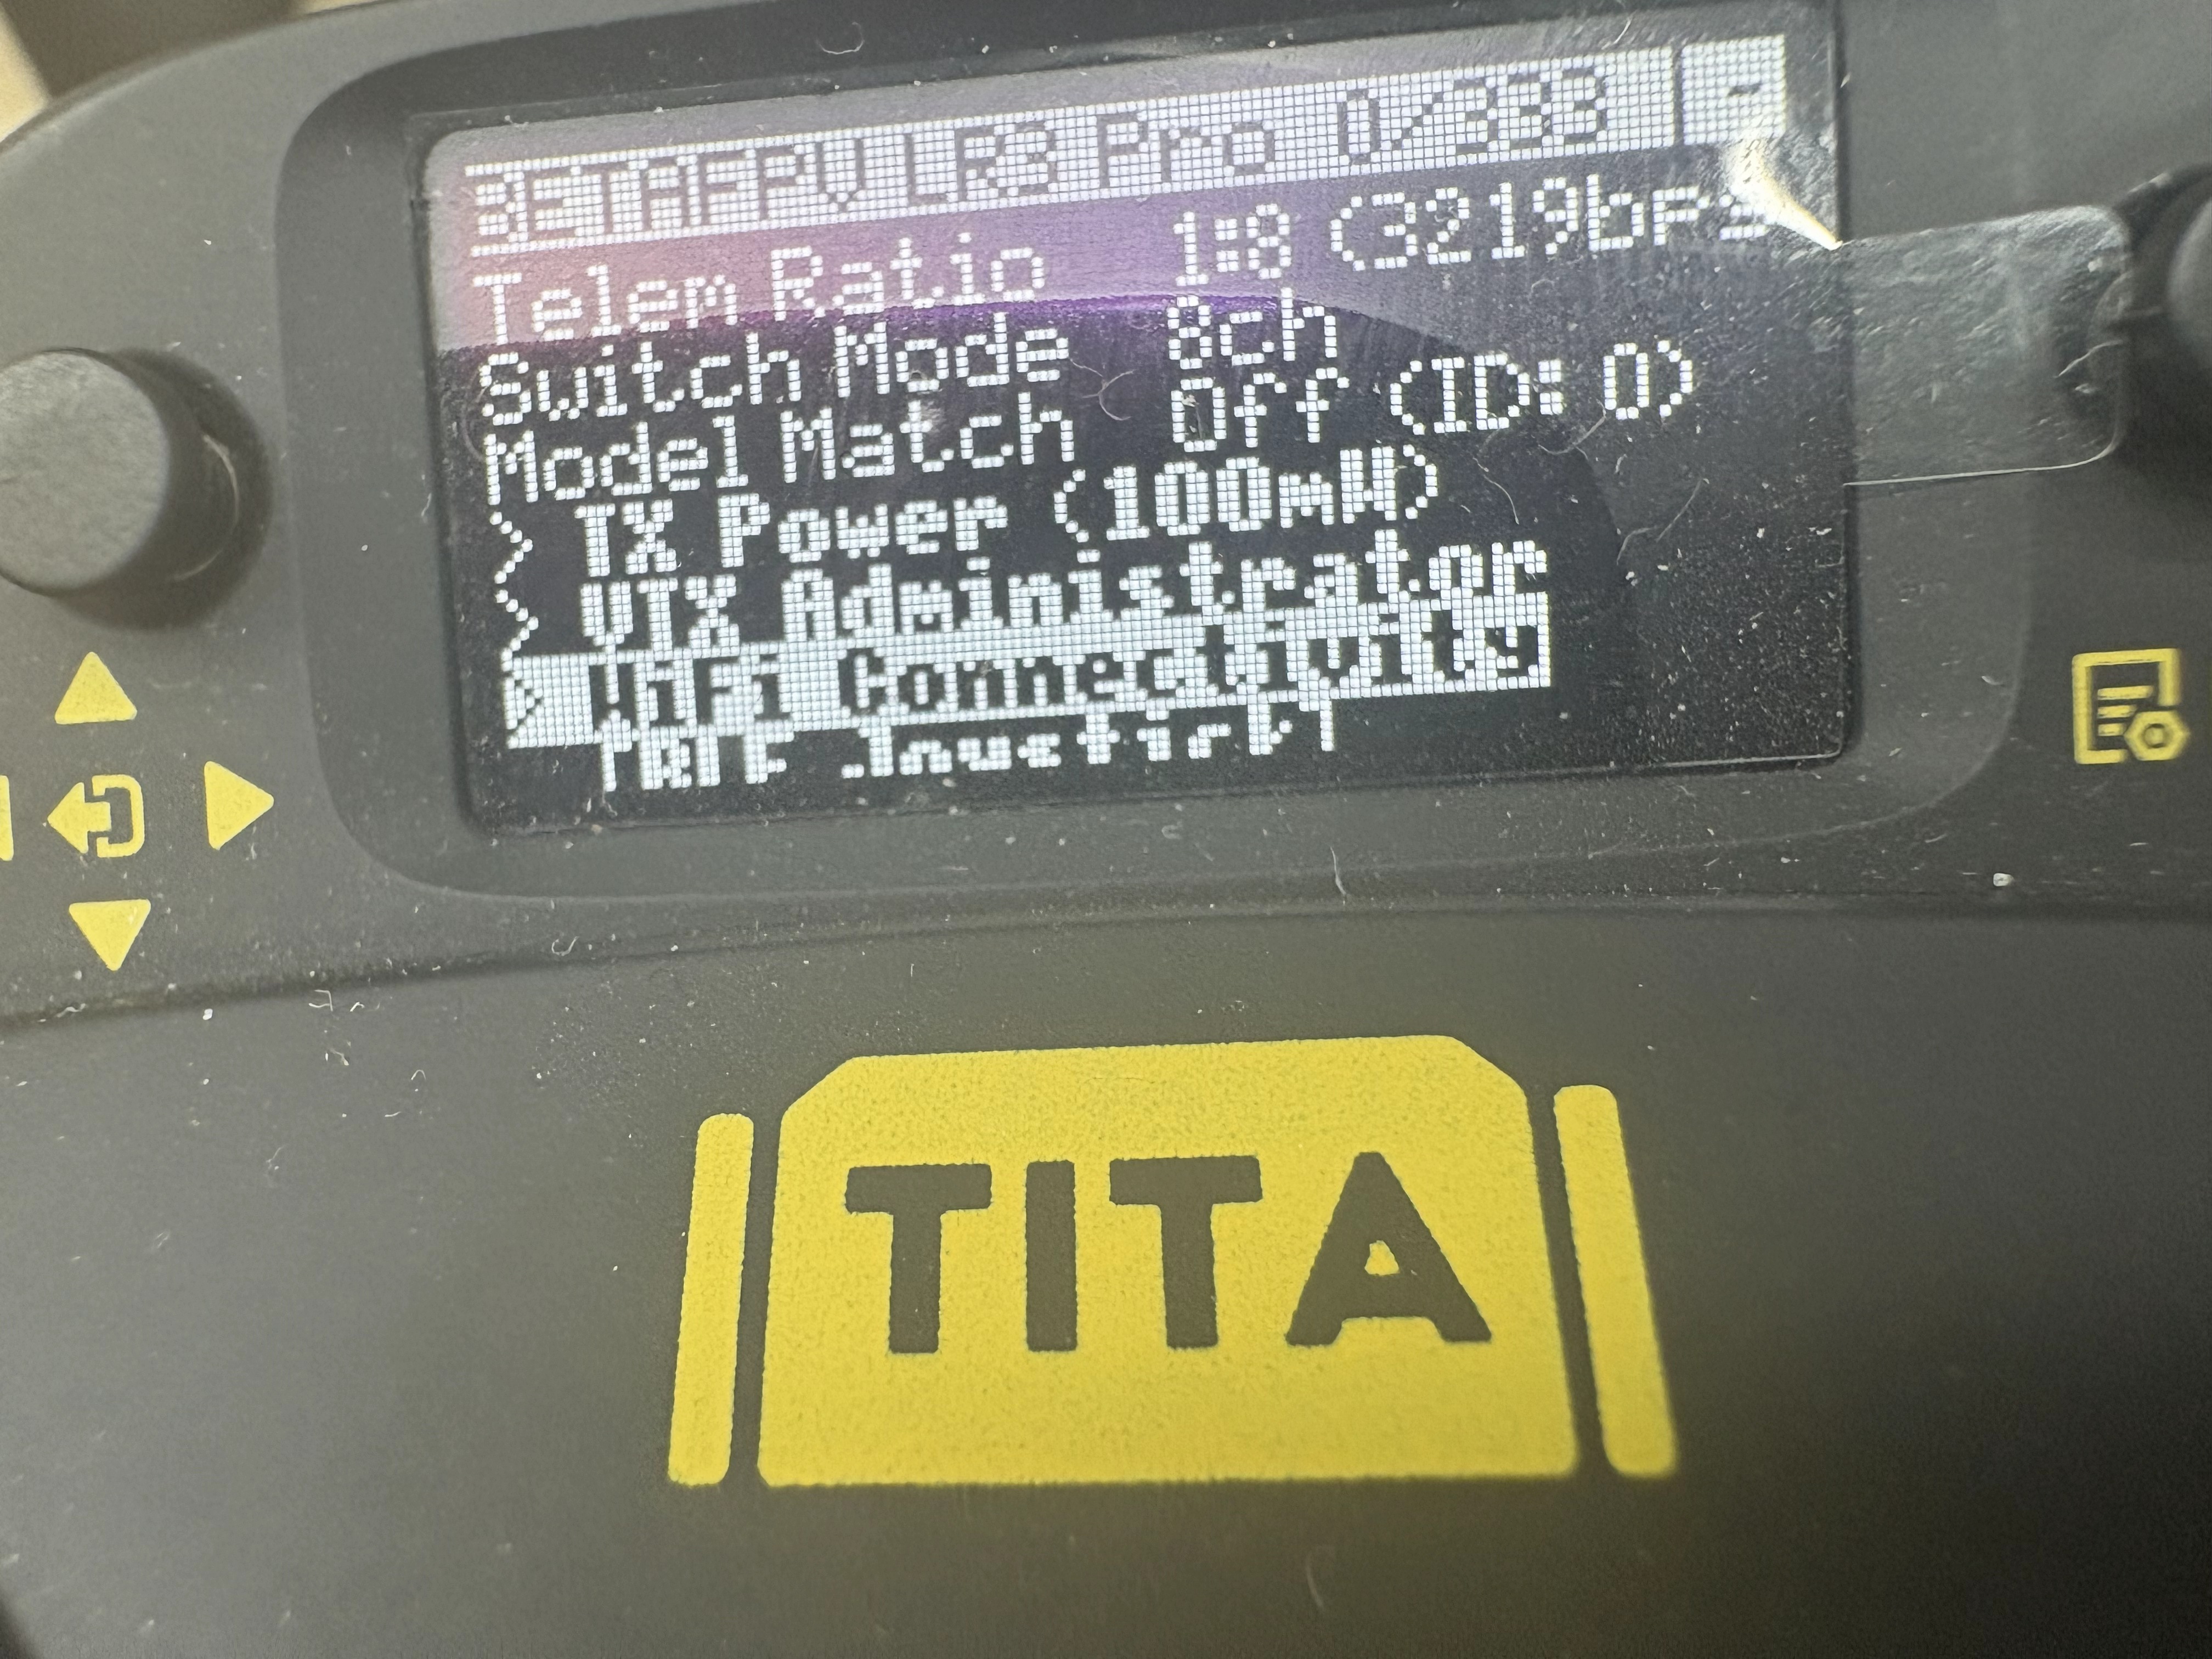 BETAFPV LR3 Pro 0/333 | -
Telem Ratio 1:8 (3219bps
Switch Mode 8ch
Model Match Off (ID: 0)
> TX Power (100mW)
> VTX Administrator
> WiFi Connectivity
TITA